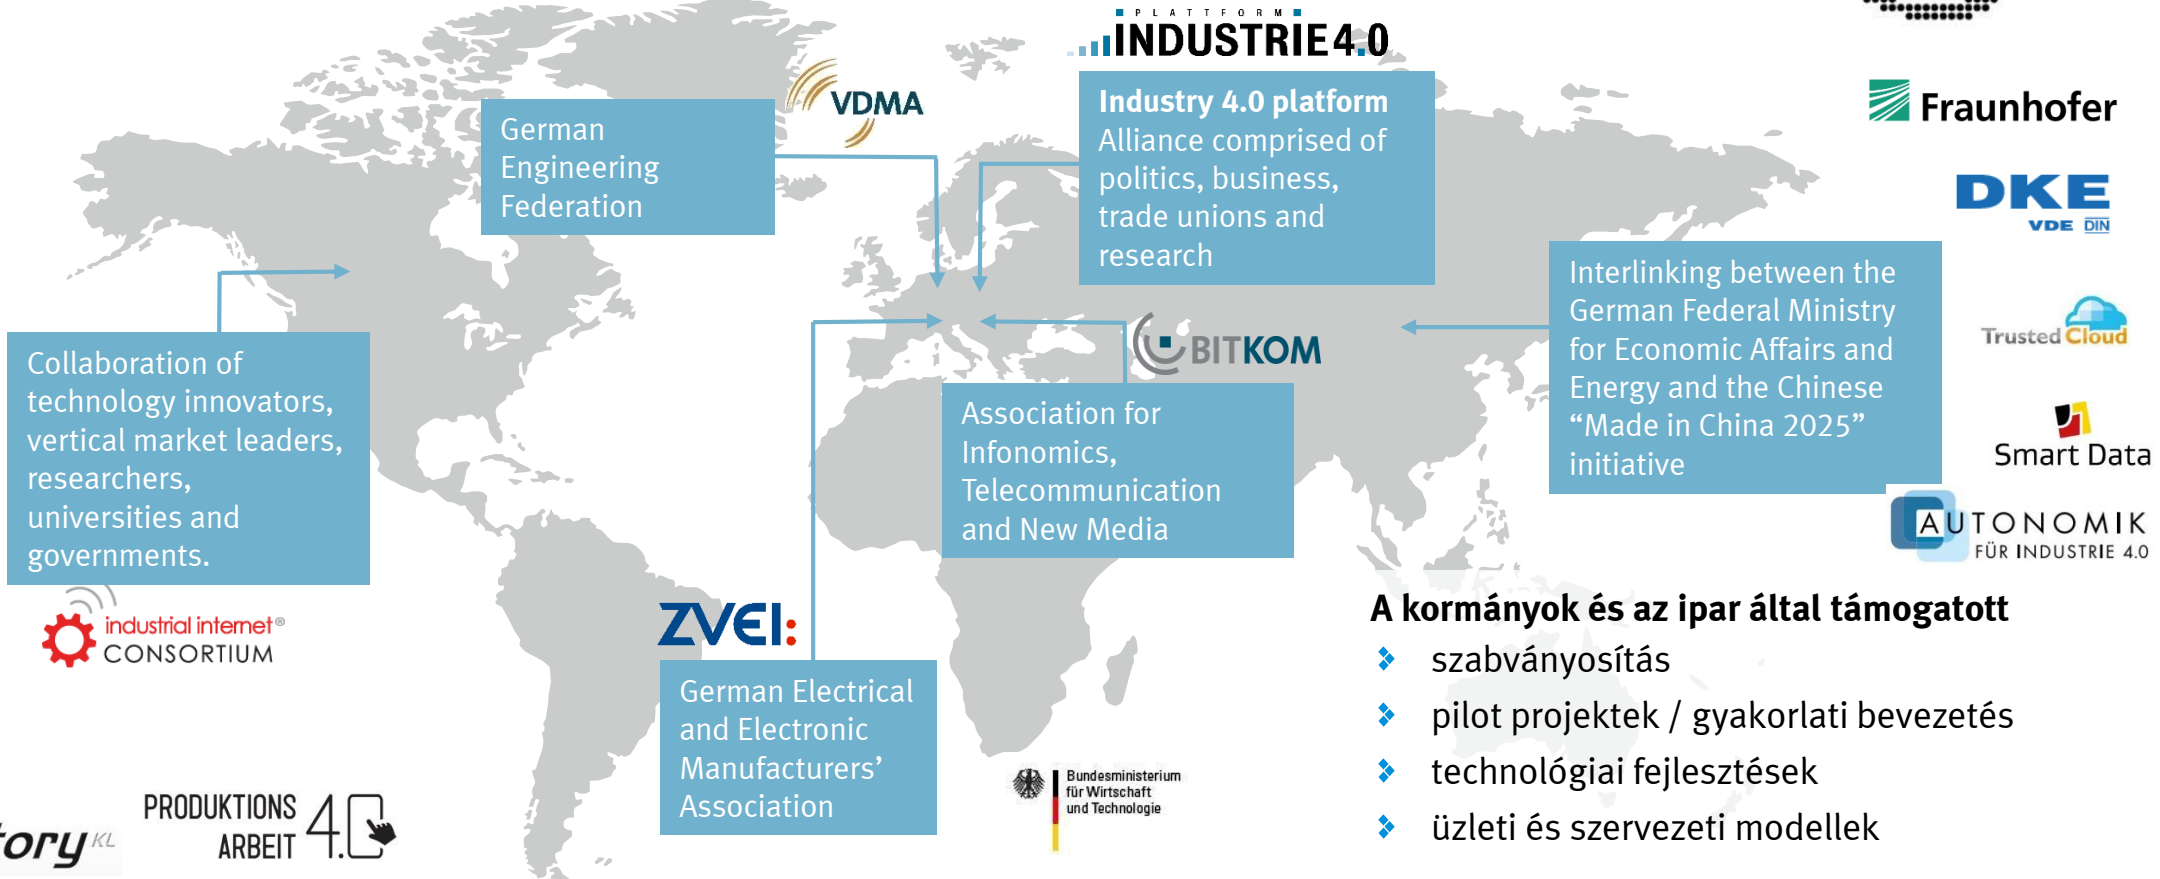 PLATTFORM
INDUSTRIE4.0
VDMA
German
Engineering
Federation
Industry 4.0 platform
Alliance comprised of
politics, business,
trade unions and
research
Fraunhofer
DKE
VDE DIN
Interlinking between the
German Federal Ministry
for Economic Affairs and
Energy and the Chinese
“Made in China 2025”
initiative
Trusted Cloud
Smart Data
AUTONOMIK
FÜR INDUSTRIE 4.0
Collaboration of
technology innovators,
vertical market leaders,
researchers,
universities and
governments.
industrial internet®
CONSORTIUM
BITKOM
Association for
Infonomics,
Telecommunication
and New Media
ZVEI:
German Electrical
and Electronic
Manufacturers’
Association
Bundesministerium
für Wirtschaft
und Technologie
A kormányok és az ipar által támogatott
szabványosítás
pilot projektek / gyakorlati bevezetés
technológiai fejlesztések
üzleti és szervezeti modellek
PRODUKTIONS
ARBEIT 4.0
tory KL